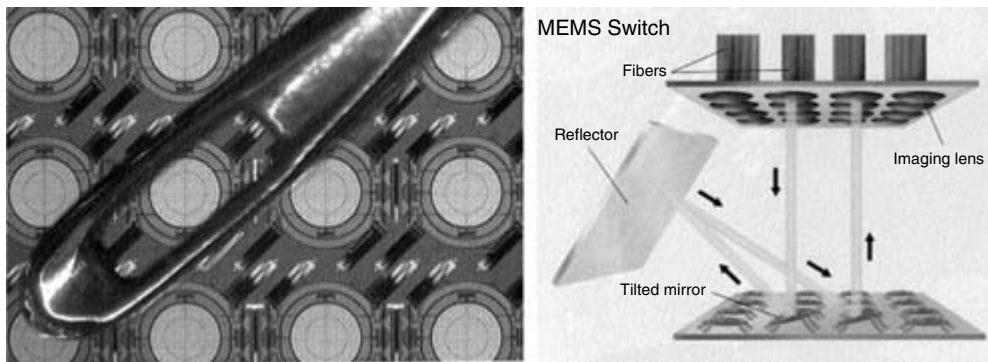 MEMS Switch
Fibers
Reflector
Imaging lens
Tilted mirror